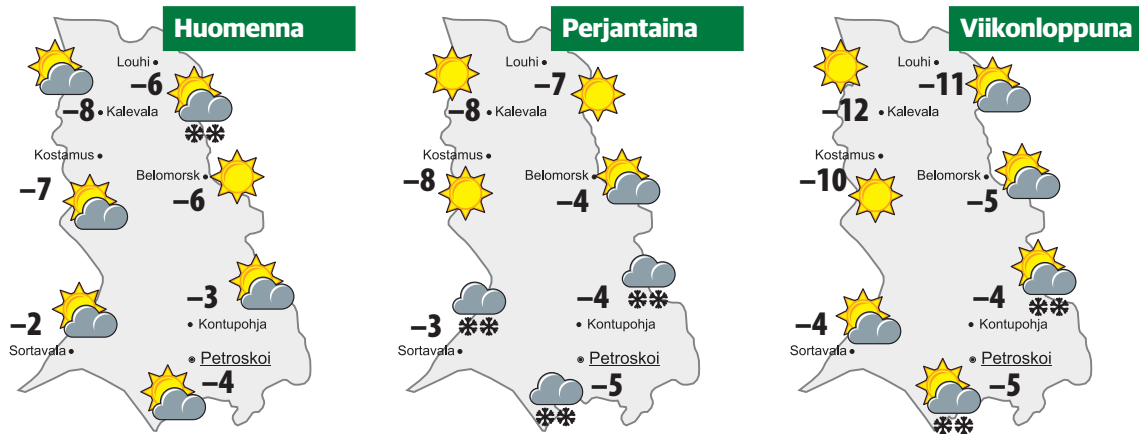 Huomenna
Louhi
–6
–8
Kalevala
Kostamus
–7
Belomorsk
–6
–3
–2
Kontupohja
Sortavala
Petroskoi
–4
Perjantaina
Louhi
–7
–8
Kalevala
Kostamus
–8
Belomorsk
–4
–4
–3
Kontupohja
Sortavala
Petroskoi
–5
Viikonloppuna
Louhi
–11
–12
Kalevala
Kostamus
–10
Belomorsk
–5
–4
–4
Kontupohja
Sortavala
Petroskoi
–5